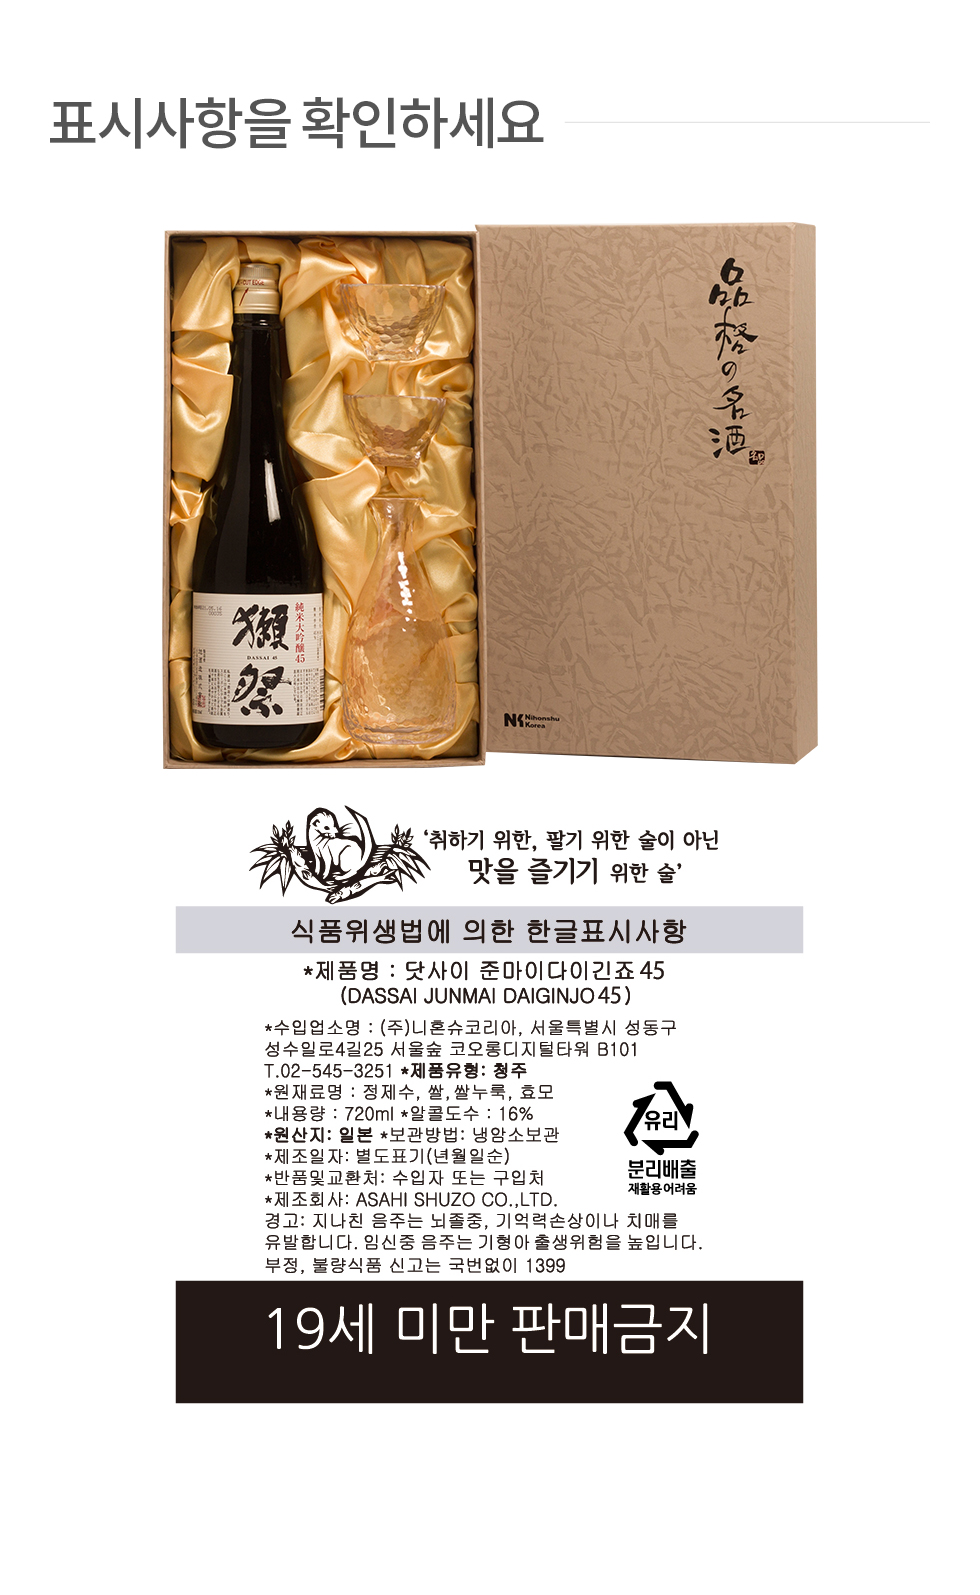 표시사항을 확인하세요
品格の名酒
CUT EDGE
獺祭
DASSAI 45
純米大吟醸45
Nihonshu
Korea
‘취하기 위한, 팔기 위한 술이 아닌
맛을 즐기기 위한 술’
식품위생법에 의한 한글표시사항
*제품명 : 닷사이 준마이다이긴죠 45
(DASSAI JUNMAI DAIGINJO 45)
*수입업소명 : (주)니혼슈코리아, 서울특별시 성동구
성수일로4길25 서울숲 코오롱디지털타워 B101
T.02-545-3251 *제품유형: 청주
*원재료명 : 정제수, 쌀, 쌀누룩, 효모
*내용량 : 720ml *알콜도수 : 16%
*원산지: 일본 *보관방법: 냉암소보관
*제조일자: 별도표기(년월일순)
*반품및교환처: 수입자 또는 구입처
*제조회사: ASAHI SHUZO CO.,LTD.
경고: 지나친 음주는 뇌졸중, 기억력손상이나 치매를
유발합니다. 임신중 음주는 기형아 출생위험을 높입니다.
부정, 불량식품 신고는 국번없이 1399
유리
분리배출
재활용 어려움
19세 미만 판매금지